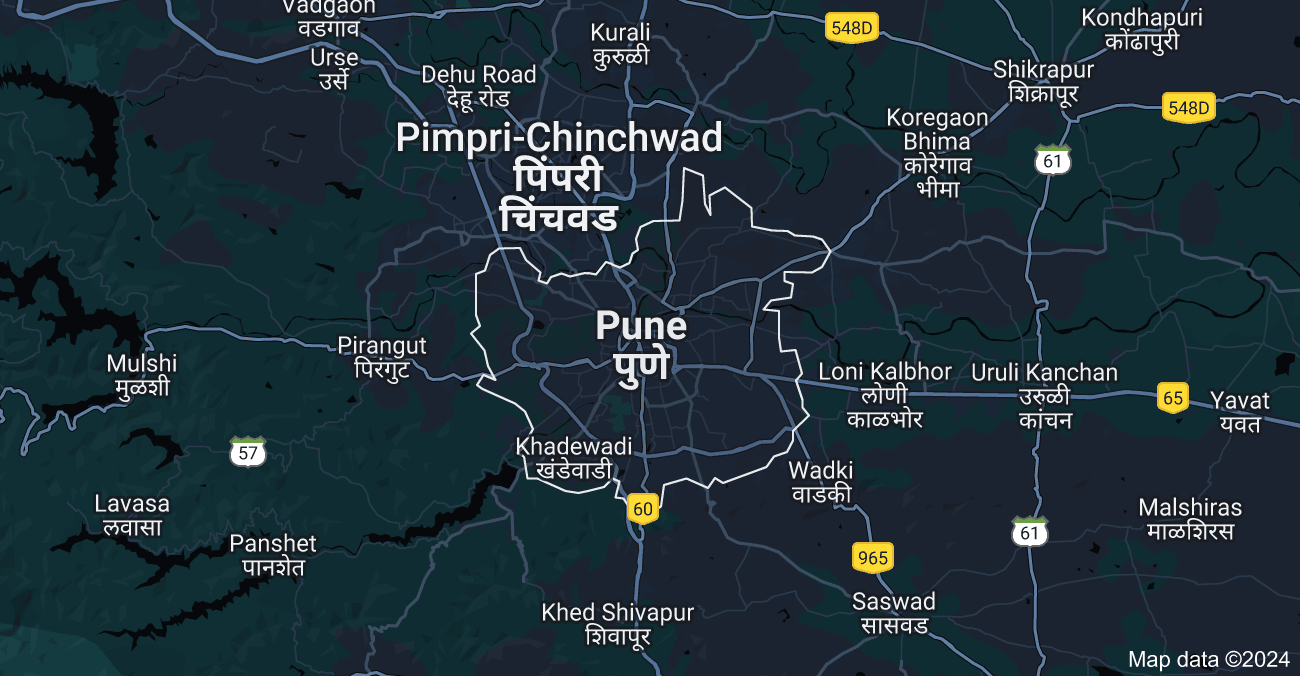 Vadgaon
वडगाव
Kurali
कुरुळी
548D
Kondhapuri
कोंढापुरी
Urse
उर्से
Dehu Road
देहू रोड
Shikrapur
शिक्रापूर
548D
Koregaon
Bhima
कोरेगाव
भीमा
Pimpri-Chinchwad
पिंपरी
चिंचवड
61
Pune
पुणे
Pirangut
पिरंगुट
Mulshi
मुळशी
Loni Kalbhor
लोणी
काळभोर
Uruli Kanchan
उरुळी
कांचन
65
Yavat
यवत
57
Khadewadi
खंडेवाडी
Wadki
वाडकी
Lavasa
लवासा
60
Malshiras
माळशिरस
61
Panshet
पानशेत
965
Khed Shivapur
शिवापूर
Saswad
सासवड
Map data ©2024